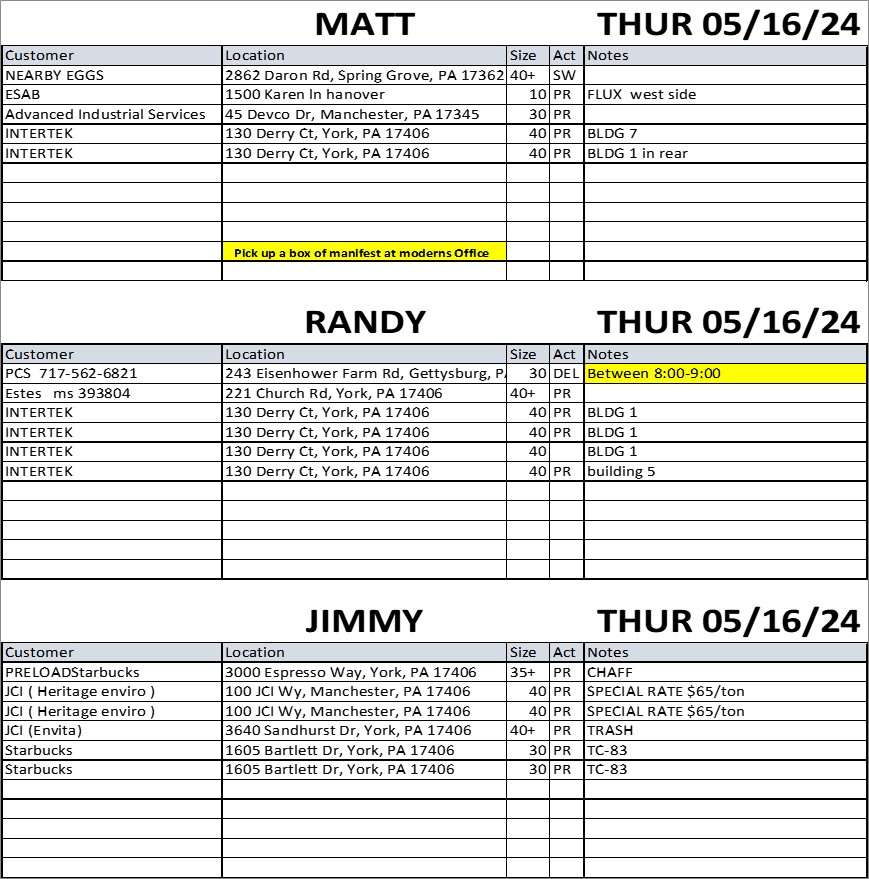 MATT THUR 05/16/24
Customer Location Size Act Notes
NEARBY EGGS 2862 Daron Rd, Spring Grove, PA 17362 40+ SW
ESAB 1500 Karen ln hanover 10 PR FLUX west side
Advanced Industrial Services 45 Devco Dr, Manchester, PA 17345 30 PR
INTERTEK 130 Derry Ct, York, PA 17406 40 PR BLDG 7
INTERTEK 130 Derry Ct, York, PA 17406 40 PR BLDG 1 in rear
Pick up a box of manifest at moderns Office
RANDY THUR 05/16/24
Customer Location Size Act Notes
PCS 717-562-6821 243 Eisenhower Farm Rd, Gettysburg, PA 30 DEL Between 8:00-9:00
Estes ms 393804 221 Church Rd, York, PA 17406 40+ PR
INTERTEK 130 Derry Ct, York, PA 17406 40 PR BLDG 1
INTERTEK 130 Derry Ct, York, PA 17406 40 PR BLDG 1
INTERTEK 130 Derry Ct, York, PA 17406 40 BLDG 1
INTERTEK 130 Derry Ct, York, PA 17406 40 PR building 5
JIMMY THUR 05/16/24
Customer Location Size Act Notes
PRELOADStarbucks 3000 Espresso Way, York, PA 17406 35+ PR CHAFF
JCI ( Heritage enviro ) 100 JCI Wy, Manchester, PA 17406 40 PR SPECIAL RATE $65/ton
JCI ( Heritage enviro ) 100 JCI Wy, Manchester, PA 17406 40 PR SPECIAL RATE $65/ton
JCI (Envita) 3640 Sandhurst Dr, York, PA 17406 40+ PR TRASH
Starbucks 1605 Bartlett Dr, York, PA 17406 30 PR TC-83
Starbucks 1605 Bartlett Dr, York, PA 17406 30 PR TC-83